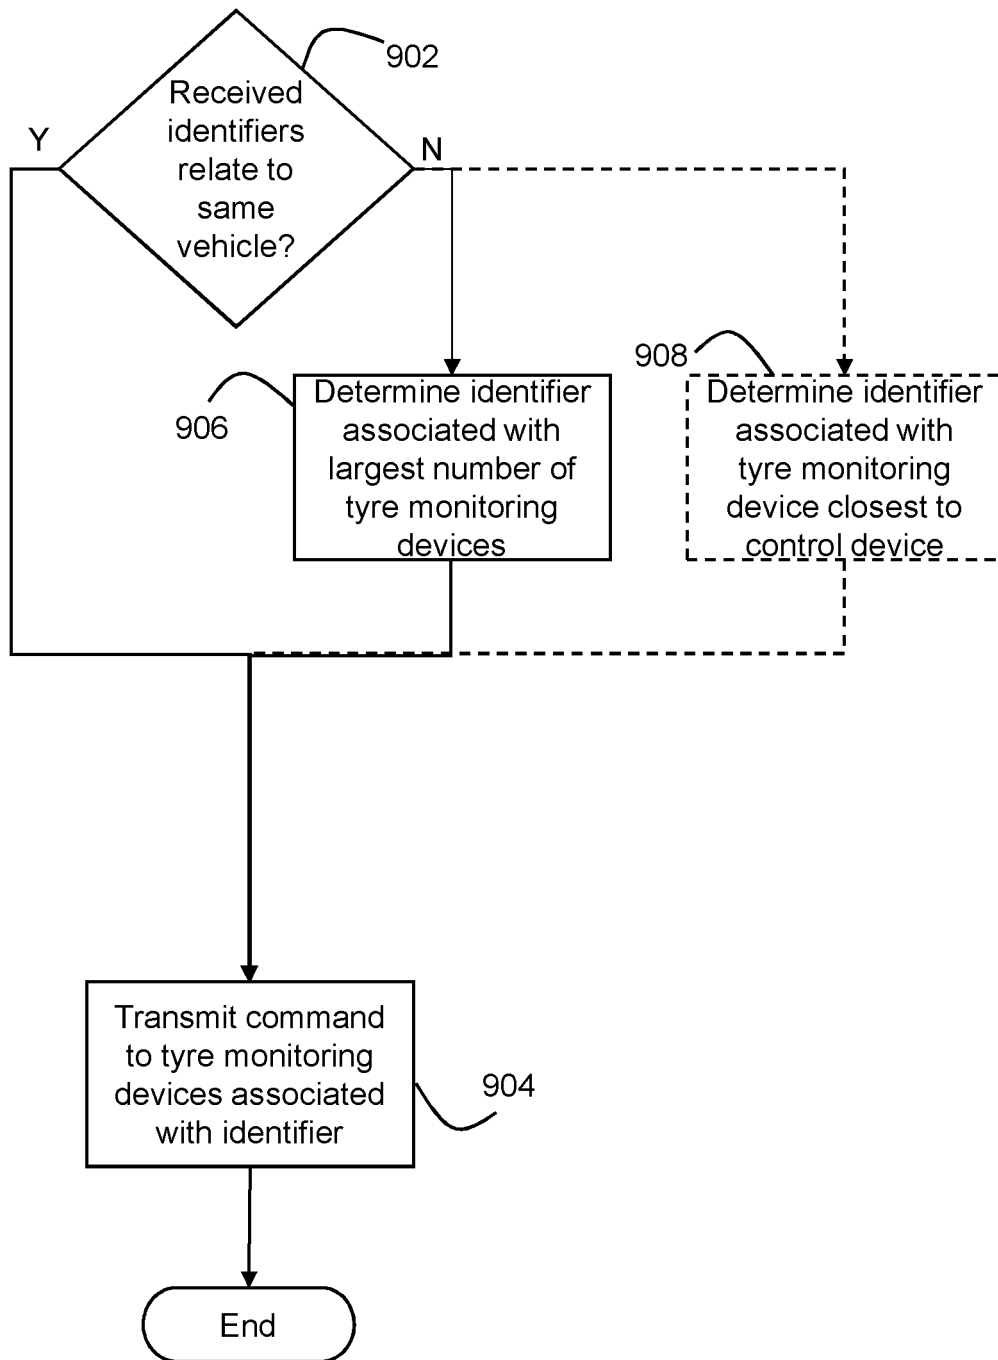 902
Received
identifiers
relate to
same
vehicle?
Y
N
906
Determine identifier
associated with
largest number of
tyre monitoring
devices
908
Determine identifier
associated with
tyre monitoring
device closest to
control device
Transmit command
to tyre monitoring
devices associated
with identifier
904
End